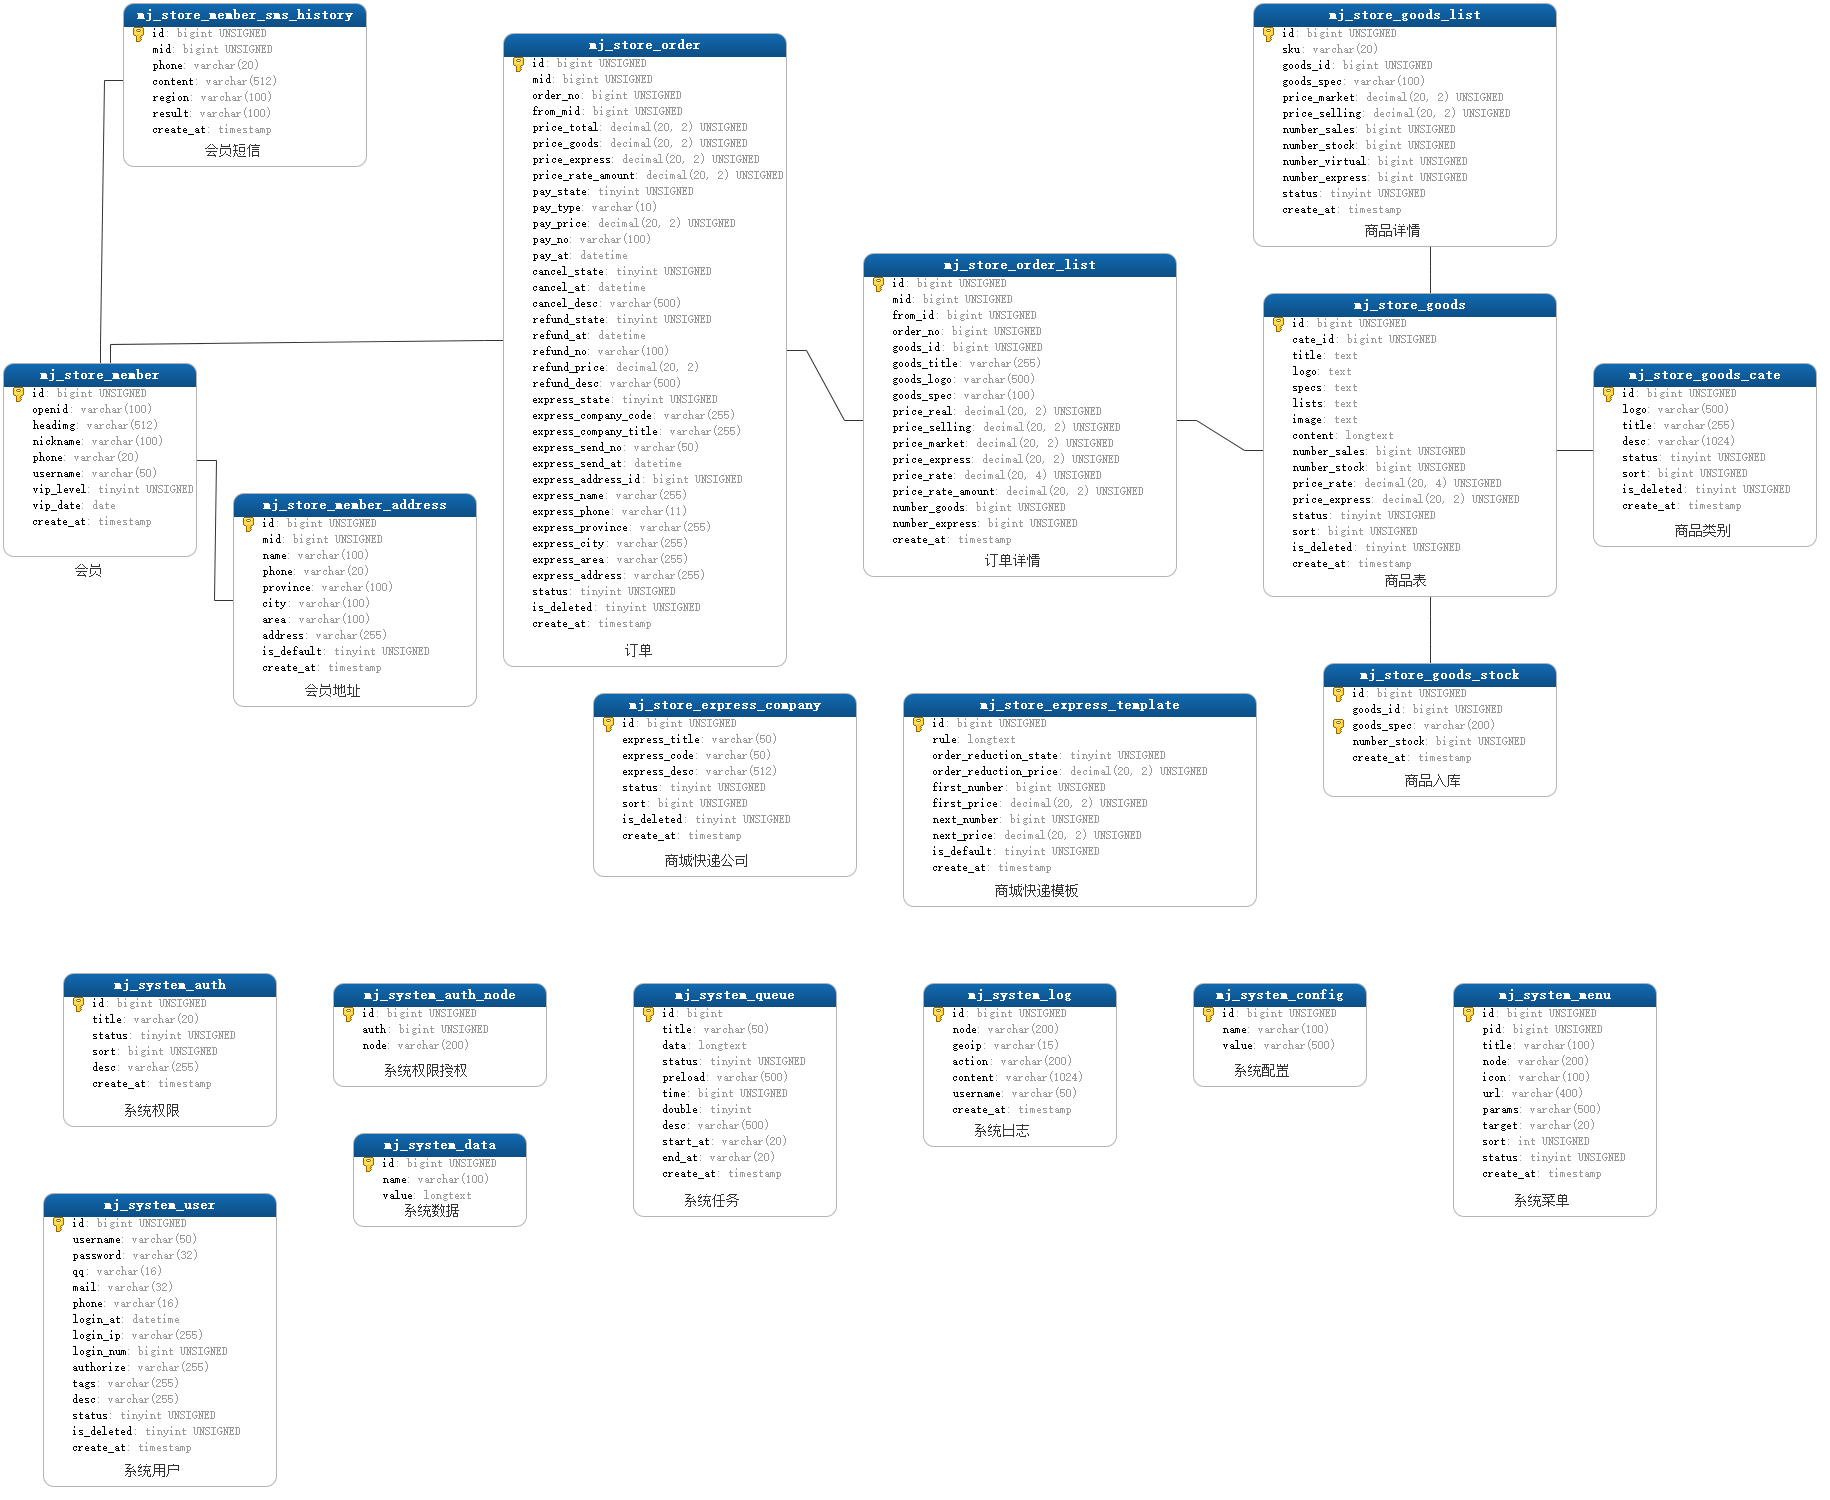 mj_store_member_sms_history
id: bigint UNSIGNED
mid: bigint UNSIGNED
phone: varchar(20)
content: varchar(512)
region: varchar(100)
result: varchar(100)
create_at: timestamp
会员短信
mj_store_order
id: bigint UNSIGNED
mid: bigint UNSIGNED
order_no: bigint UNSIGNED
from_mid: bigint UNSIGNED
price_total: decimal(20, 2) UNSIGNED
price_goods: decimal(20, 2) UNSIGNED
price_express: decimal(20, 2) UNSIGNED
price_rate_amount: decimal(20, 2) UNSIGNED
pay_state: tinyint UNSIGNED
pay_type: varchar(10)
pay_price: decimal(20, 2) UNSIGNED
pay_no: varchar(100)
pay_at: datetime
cancel_state: tinyint UNSIGNED
cancel_at: datetime
cancel_desc: varchar(500)
refund_state: tinyint UNSIGNED
refund_at: datetime
refund_no: varchar(100)
refund_price: decimal(20, 2)
refund_desc: varchar(500)
express_state: tinyint UNSIGNED
express_company_code: varchar(255)
express_company_title: varchar(255)
express_send_no: varchar(50)
express_send_at: datetime
express_address_id: bigint UNSIGNED
express_name: varchar(255)
express_phone: varchar(11)
express_province: varchar(255)
express_city: varchar(255)
express_area: varchar(255)
express_address: varchar(255)
status: tinyint UNSIGNED
is_deleted: tinyint UNSIGNED
create_at: timestamp
订单
mj_store_goods_list
id: bigint UNSIGNED
sku: varchar(20)
goods_id: bigint UNSIGNED
goods_spec: varchar(100)
price_market: decimal(20, 2) UNSIGNED
price_selling: decimal(20, 2) UNSIGNED
number_sales: bigint UNSIGNED
number_stock: bigint UNSIGNED
number_virtual: bigint UNSIGNED
number_express: bigint UNSIGNED
status: tinyint UNSIGNED
create_at: timestamp
商品详情
mj_store_order_list
id: bigint UNSIGNED
mid: bigint UNSIGNED
from_id: bigint UNSIGNED
order_no: bigint UNSIGNED
goods_id: bigint UNSIGNED
goods_title: varchar(255)
goods_logo: varchar(500)
goods_spec: varchar(100)
price_real: decimal(20, 2) UNSIGNED
price_selling: decimal(20, 2) UNSIGNED
price_market: decimal(20, 2) UNSIGNED
price_express: decimal(20, 2) UNSIGNED
price_rate: decimal(20, 4) UNSIGNED
price_rate_amount: decimal(20, 2) UNSIGNED
number_goods: bigint UNSIGNED
number_express: bigint UNSIGNED
create_at: timestamp
订单详情
mj_store_goods
id: bigint UNSIGNED
cate_id: bigint UNSIGNED
title: text
logo: text
specs: text
lists: text
image: text
content: longtext
number_sales: bigint UNSIGNED
number_stock: bigint UNSIGNED
price_rate: decimal(20, 4) UNSIGNED
price_express: decimal(20, 2) UNSIGNED
status: tinyint UNSIGNED
sort: bigint UNSIGNED
is_deleted: tinyint UNSIGNED
create_at: timestamp
商品表
mj_store_goods_cate
id: bigint UNSIGNED
logo: varchar(500)
title: varchar(255)
desc: varchar(1024)
status: tinyint UNSIGNED
sort: bigint UNSIGNED
is_deleted: tinyint UNSIGNED
create_at: timestamp
商品类别
mj_store_member
id: bigint UNSIGNED
openid: varchar(100)
headimg: varchar(512)
nickname: varchar(100)
phone: varchar(20)
username: varchar(50)
vip_level: tinyint UNSIGNED
vip_date: date
create_at: timestamp
会员
mj_store_member_address
id: bigint UNSIGNED
mid: bigint UNSIGNED
name: varchar(100)
phone: varchar(20)
province: varchar(100)
city: varchar(100)
area: varchar(100)
address: varchar(255)
is_default: tinyint UNSIGNED
create_at: timestamp
会员地址
mj_store_express_company
id: bigint UNSIGNED
express_title: varchar(50)
express_code: varchar(50)
express_desc: varchar(512)
status: tinyint UNSIGNED
sort: bigint UNSIGNED
is_deleted: tinyint UNSIGNED
create_at: timestamp
商城快递公司
mj_store_express_template
id: bigint UNSIGNED
rule: longtext
order_reduction_state: tinyint UNSIGNED
order_reduction_price: decimal(20, 2) UNSIGNED
first_number: bigint UNSIGNED
first_price: decimal(20, 2) UNSIGNED
next_number: bigint UNSIGNED
next_price: decimal(20, 2) UNSIGNED
is_default: tinyint UNSIGNED
create_at: timestamp
商城快递模板
mj_store_goods_stock
id: bigint UNSIGNED
goods_id: bigint UNSIGNED
goods_spec: varchar(200)
number_stock: bigint UNSIGNED
create_at: timestamp
商品入库
mj_system_auth
id: bigint UNSIGNED
title: varchar(20)
status: tinyint UNSIGNED
sort: bigint UNSIGNED
desc: varchar(255)
create_at: timestamp
系统权限
mj_system_auth_node
id: bigint UNSIGNED
auth: bigint UNSIGNED
node: varchar(200)
系统权限授权
mj_system_queue
id: bigint
title: varchar(50)
data: longtext
status: tinyint UNSIGNED
preload: varchar(500)
time: bigint UNSIGNED
double: tinyint
desc: varchar(500)
start_at: varchar(20)
end_at: varchar(20)
create_at: timestamp
系统任务
mj_system_log
id: bigint UNSIGNED
node: varchar(200)
geoip: varchar(15)
action: varchar(200)
content: varchar(1024)
username: varchar(50)
create_at: timestamp
系统日志
mj_system_config
id: bigint UNSIGNED
name: varchar(100)
value: varchar(500)
系统配置
mj_system_menu
id: bigint UNSIGNED
pid: bigint UNSIGNED
title: varchar(100)
node: varchar(200)
icon: varchar(100)
url: varchar(400)
params: varchar(500)
target: varchar(20)
sort: int UNSIGNED
status: tinyint UNSIGNED
create_at: timestamp
系统菜单
mj_system_data
id: bigint UNSIGNED
name: varchar(100)
value: longtext
系统数据
mj_system_user
id: bigint UNSIGNED
username: varchar(50)
password: varchar(32)
qq: varchar(16)
mail: varchar(32)
phone: varchar(16)
login_at: datetime
login_ip: varchar(255)
login_num: bigint UNSIGNED
authorize: varchar(255)
tags: varchar(255)
desc: varchar(255)
status: tinyint UNSIGNED
is_deleted: tinyint UNSIGNED
create_at: timestamp
系统用户